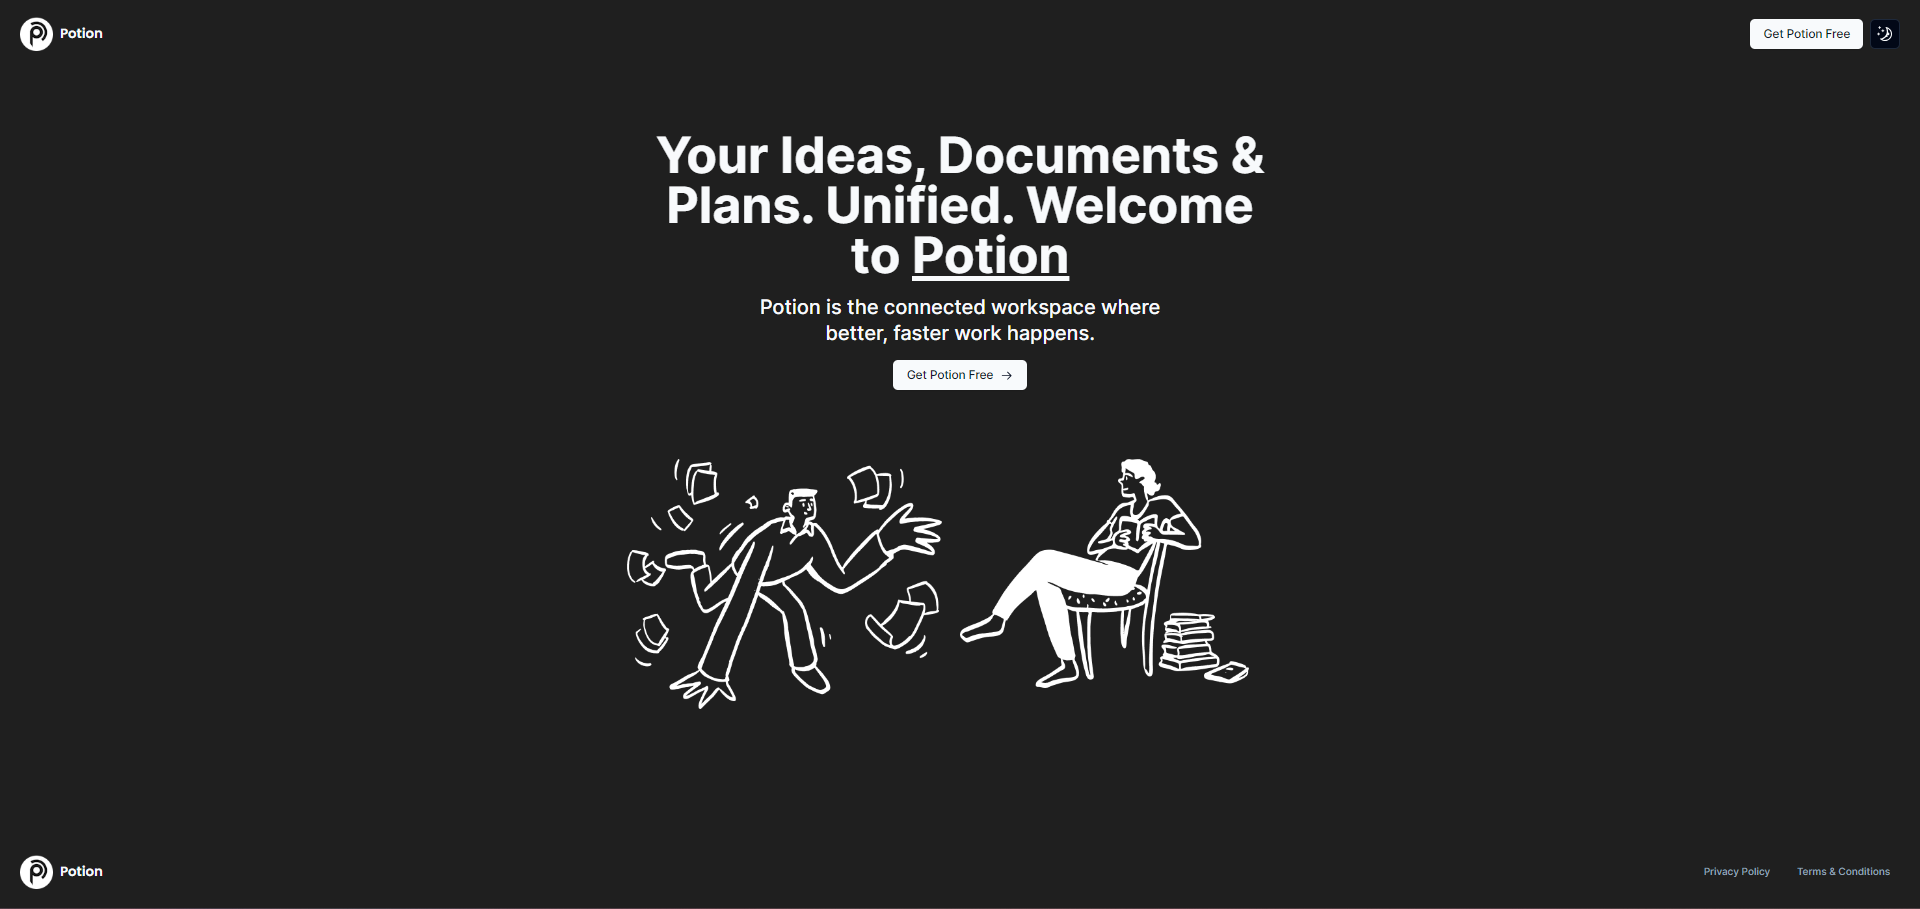 Potion
Get Potion Free
Your Ideas, Documents &
Plans. Unified. Welcome
to Potion
Potion is the connected workspace where
better, faster work happens.
Get Potion Free →
Potion
Privacy Policy
Terms & Conditions